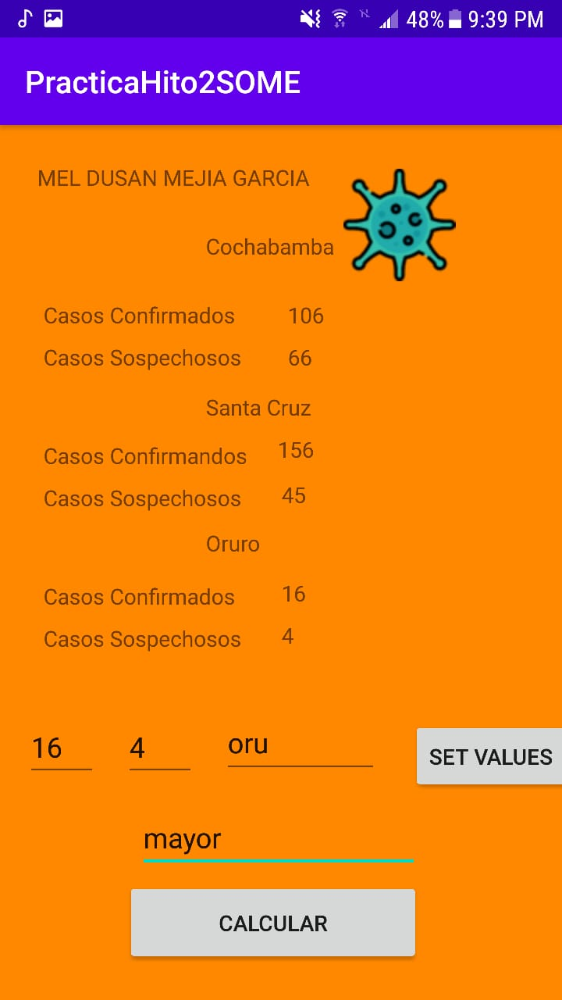 48% 9:39 PM
PracticaHito2SOME
MEL DUSAN MEJIA GARCIA
Cochabamba
Casos Confirmados 106
Casos Sospechosos 66
Santa Cruz
Casos Confirmandos 156
Casos Sospechosos 45
Oruro
Casos Confirmados 16
Casos Sospechosos 4
16 4 oru SET VALUES
mayor
CALCULAR